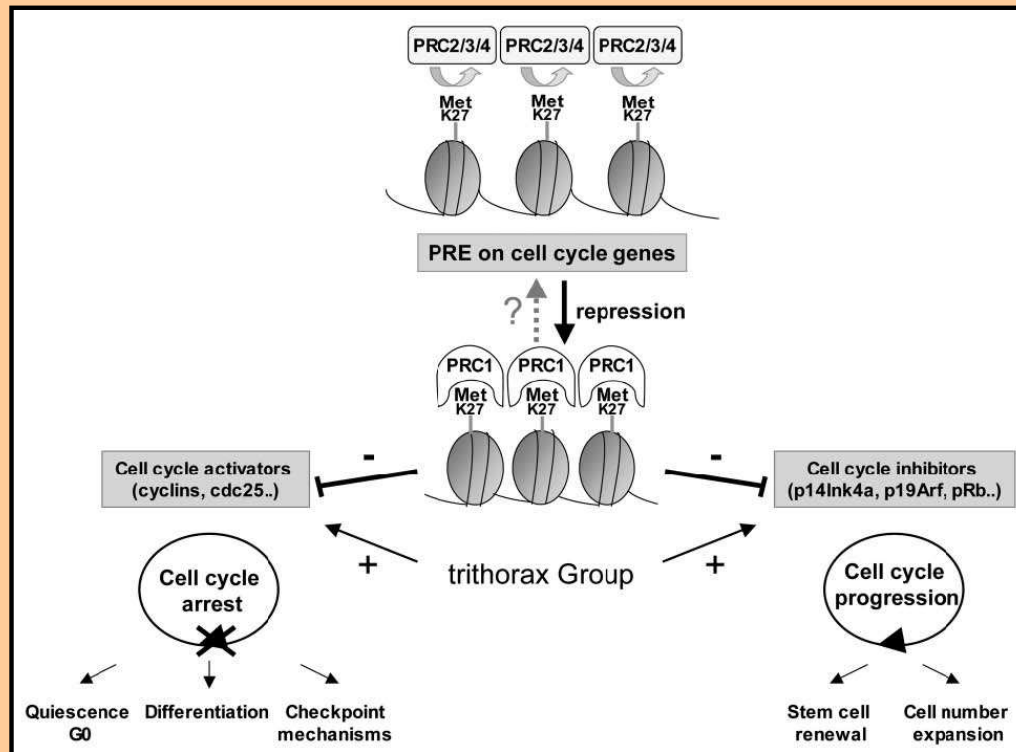 PRC2/3/4 PRC2/3/4 PRC2/3/4
Met Met Met
K27 K27 K27
PRE on cell cycle genes
? repression
PRC1 PRC1 PRC1
Met Met Met
K27 K27 K27
Cell cycle activators
(cyclins, cdc25..)
-
-
Cell cycle inhibitors
(p14Ink4a, p19Arf, pRb..)
+ trithorax Group +
Cell cycle
arrest
Cell cycle
progression
Quiescence
G0
Differentiation
Checkpoint
mechanisms
Stem cell
renewal
Cell number
expansion